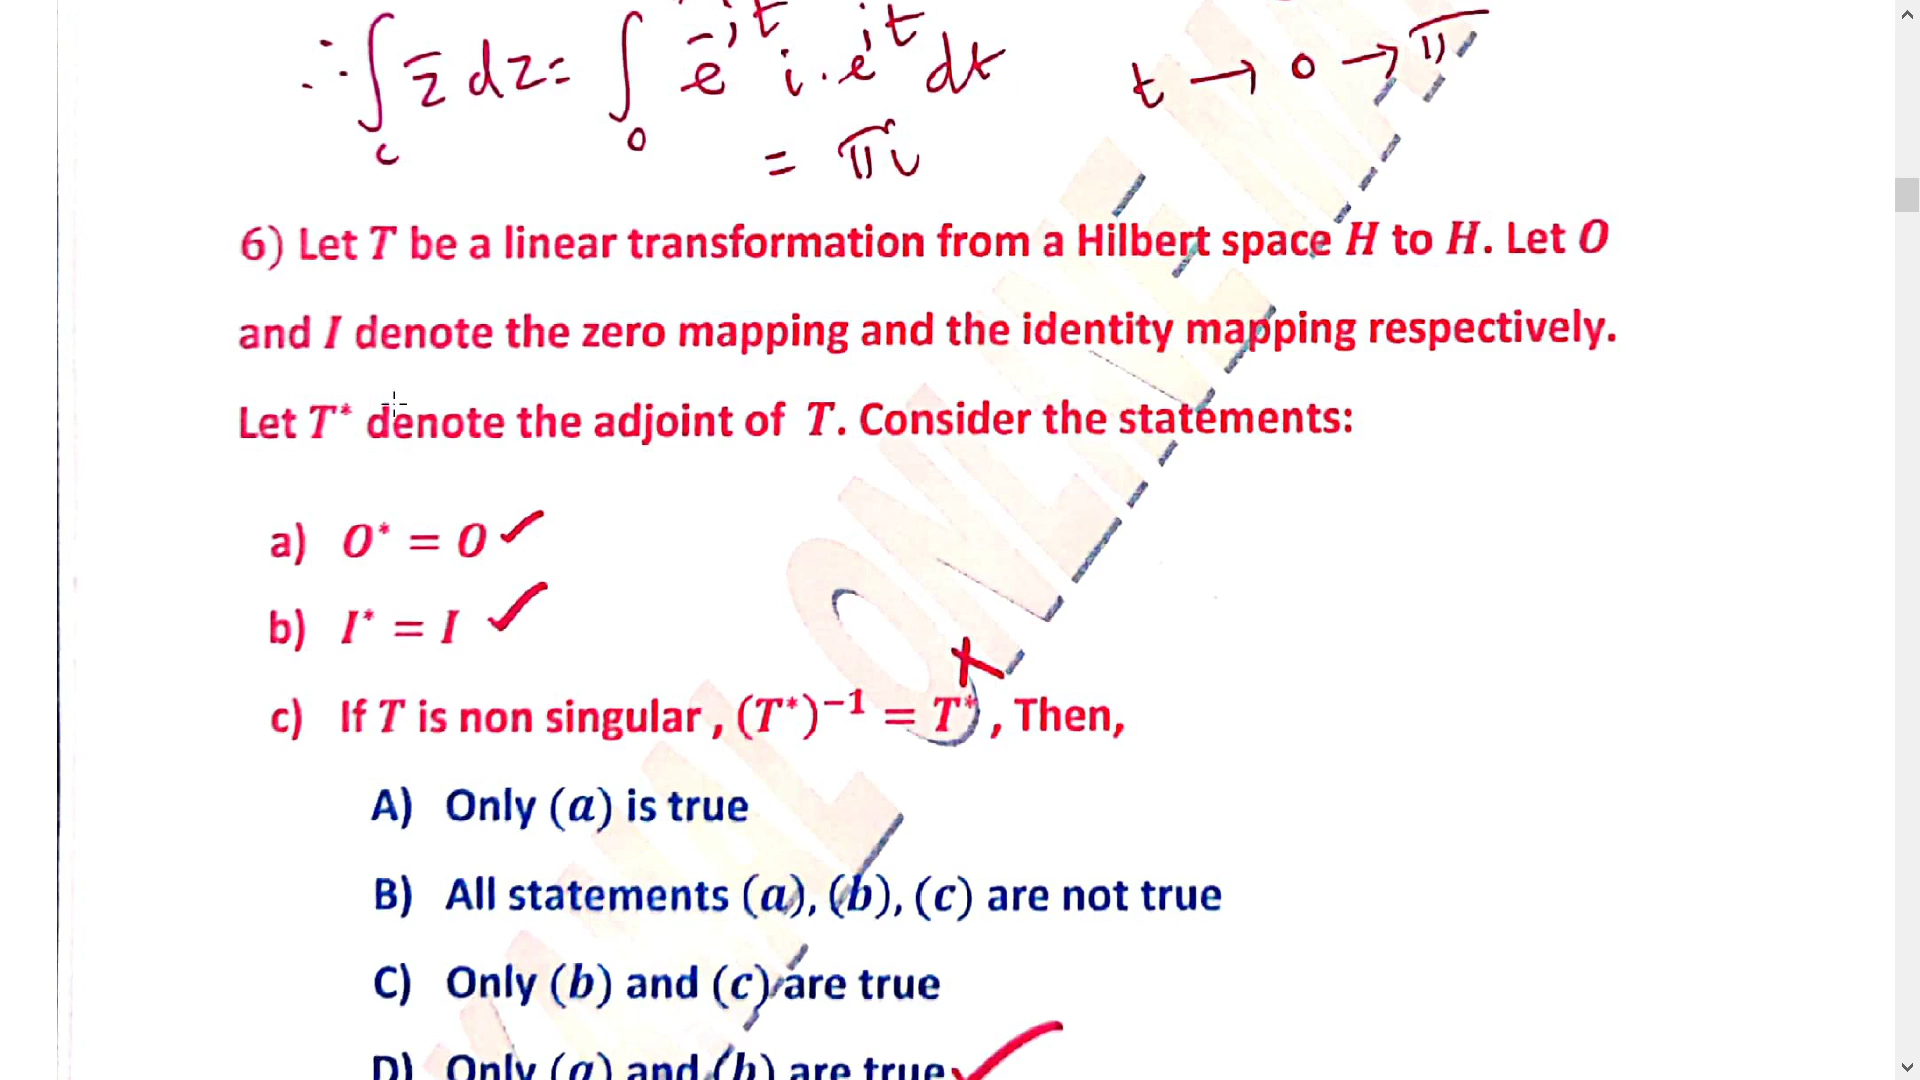 ∴ ∫_c z̄ dz = ∫_0 e^{-it} i · e^{it} dt    t → 0 → π
= πi
6) Let T be a linear transformation from a Hilbert space H to H. Let O
and I denote the zero mapping and the identity mapping respectively.
Let T* denote the adjoint of T. Consider the statements:
a) O* = O ✓
b) I* = I ✓
c) If T is non singular, (T*)⁻¹ = T*, Then,
A) Only (a) is true
B) All statements (a), (b), (c) are not true
C) Only (b) and (c) are true
D) Only (a) and (b) are true ✓
ONLINE